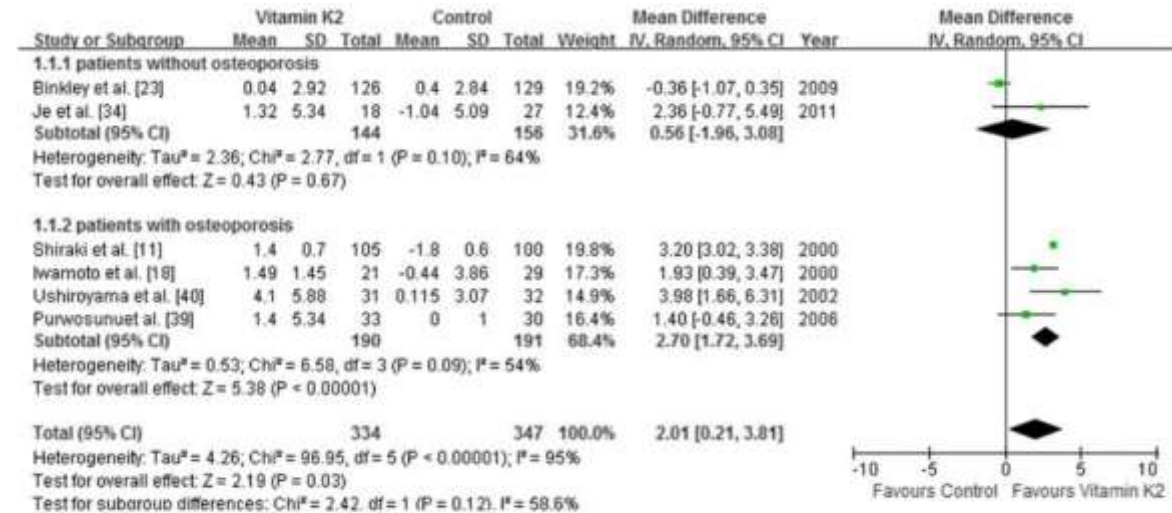 Vitamin K2 Control Mean Difference Mean Difference
Study or Subgroup Mean SD Total Mean SD Total Weight IV, Random, 95% CI Year IV, Random, 95% CI
1.1.1 patients without osteoporosis
Binkley et al. [23] 0.04 2.92 126 0.4 2.84 129 19.2% -0.36 [-1.07, 0.35] 2009
Je et al. [34] 1.32 5.34 18 -1.04 5.09 27 12.4% 2.36 [-0.77, 5.49] 2011
Subtotal (95% CI) 144 156 31.6% 0.56 [-1.96, 3.08]
Heterogeneity: Tau² = 2.36; Chi² = 2.77, df = 1 (P = 0.10); I² = 64%
Test for overall effect: Z = 0.43 (P = 0.67)
1.1.2 patients with osteoporosis
Shiraki et al. [11] 1.4 0.7 105 -1.8 0.6 100 19.8% 3.20 [3.02, 3.38] 2000
Iwamoto et al. [18] 1.49 1.45 21 -0.44 3.86 29 17.3% 1.93 [0.39, 3.47] 2000
Ushiroyama et al. [40] 4.1 5.88 31 0.115 3.07 32 14.9% 3.98 [1.66, 6.31] 2002
Purwosunuet al. [39] 1.4 5.34 33 0 1 30 16.4% 1.40 [-0.46, 3.26] 2006
Subtotal (95% CI) 190 191 68.4% 2.70 [1.72, 3.69]
Heterogeneity: Tau² = 0.53; Chi² = 6.58, df = 3 (P = 0.09); I² = 54%
Test for overall effect: Z = 5.38 (P < 0.00001)
Total (95% CI) 334 347 100.0% 2.01 [0.21, 3.81]
Heterogeneity: Tau² = 4.26; Chi² = 96.95, df = 5 (P < 0.00001); I² = 95%
Test for overall effect: Z = 2.19 (P = 0.03)
Test for subgroup differences: Chi² = 2.42, df = 1 (P = 0.12), I² = 58.6%
-10 -5 0 5 10
Favours Control Favours Vitamin K2